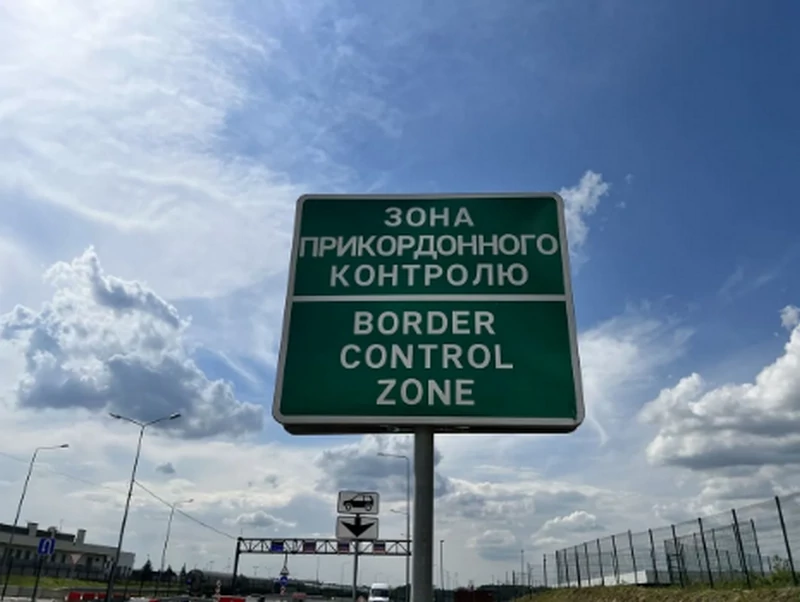 ЗОНА
ПРИКОРДОННОГО
КОНТРОЛЮ
BORDER
CONTROL
ZONE